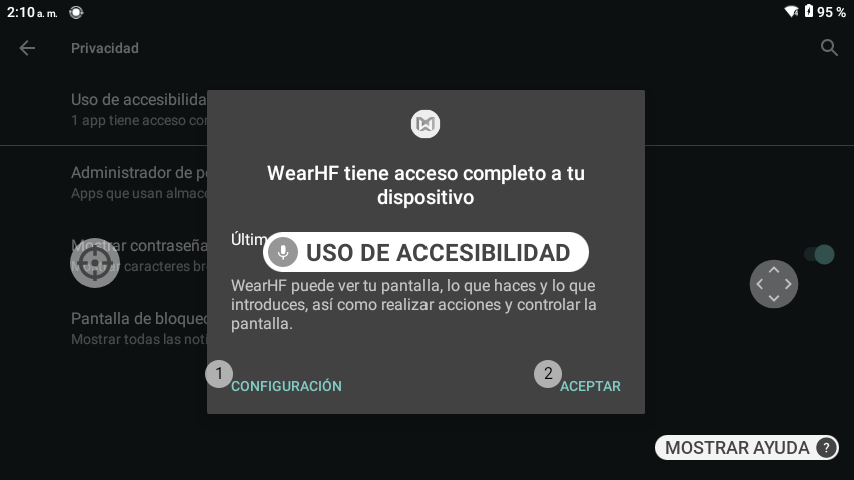 2:10 a. m.
95 %
Privacidad
Uso de accesibilida
1 app tiene acceso co
Administrador de p
Apps que usan almac
Mostrar contraseña
Mostrar caracteres br
Pantalla de bloque
Mostrar todas las noti
WearHF tiene acceso completo a tu
dispositivo
Últim
USO DE ACCESIBILIDAD
WearHF puede ver tu pantalla, lo que haces y lo que
introduces, así como realizar acciones y controlar la
pantalla.
1
CONFIGURACIÓN
2
ACEPTAR
MOSTRAR AYUDA ?